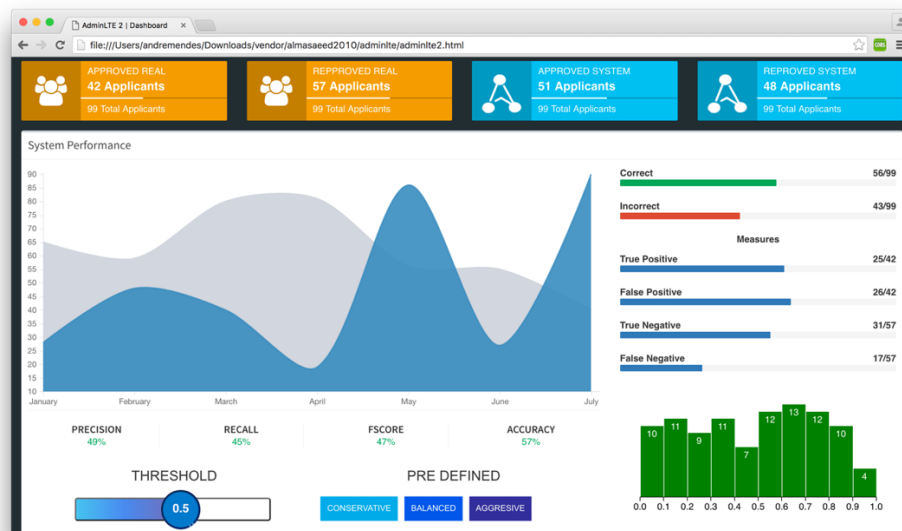 AdminLTE 2 | Dashboard
file:///Users/andremendes/Downloads/vendor/almasaeed2010/adminlte/adminlte2.html
APPROVED REAL
42 Applicants
99 Total Applicants
REPPROVED REAL
57 Applicants
99 Total Applicants
APPROVED SYSTEM
51 Applicants
99 Total Applicants
REPROVED SYSTEM
48 Applicants
99 Total Applicants
System Performance
90
85
80
75
70
65
60
55
50
45
40
35
30
25
20
15
10
January February March April May June July
Correct 56/99
Incorrect 43/99
Measures
True Positive 25/42
False Positive 26/42
True Negative 31/57
False Negative 17/57
PRECISION RECALL FSCORE ACCURACY
49% 45% 47% 57%
THRESHOLD
0.5
PRE DEFINED
CONSERVATIVE BALANCED AGGRESIVE
10 11 9 11 7 12 13 12 10 4
0.0 0.1 0.2 0.3 0.4 0.5 0.6 0.7 0.8 0.9 1.0